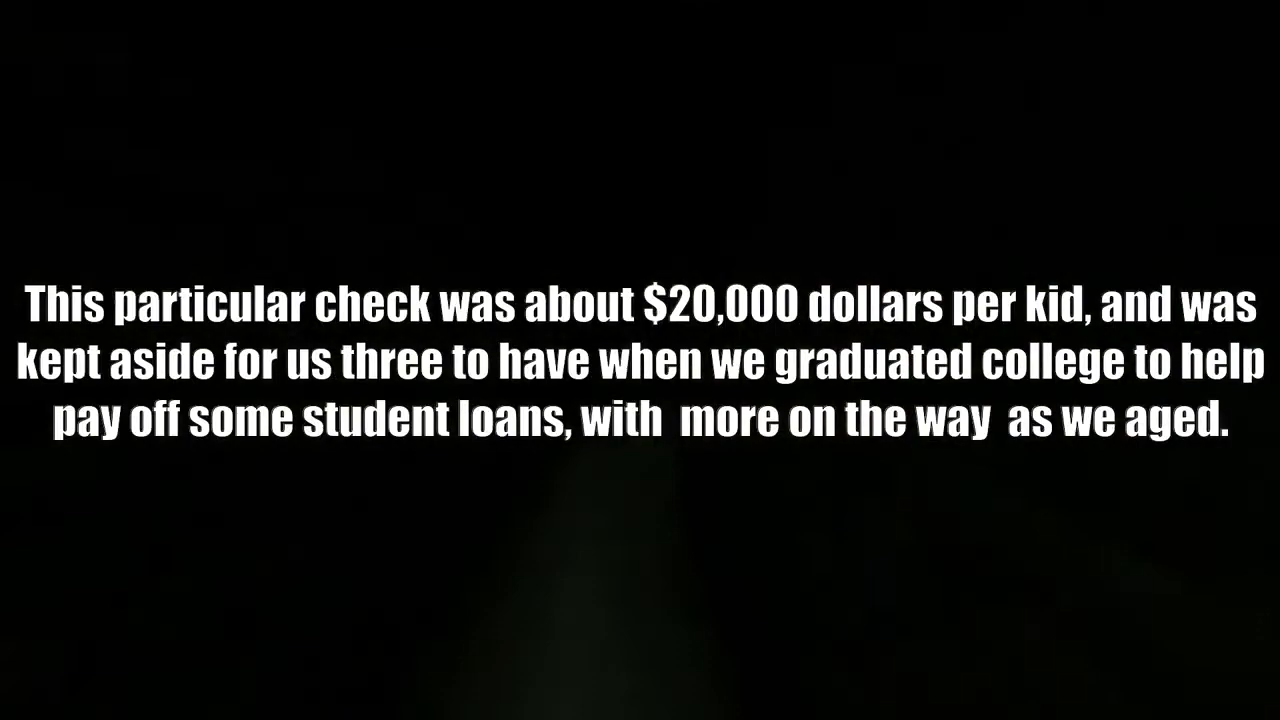 This particular check was about $20,000 dollars per kid, and was
kept aside for us three to have when we graduated college to help
pay off some student loans, with  more on the way  as we aged.